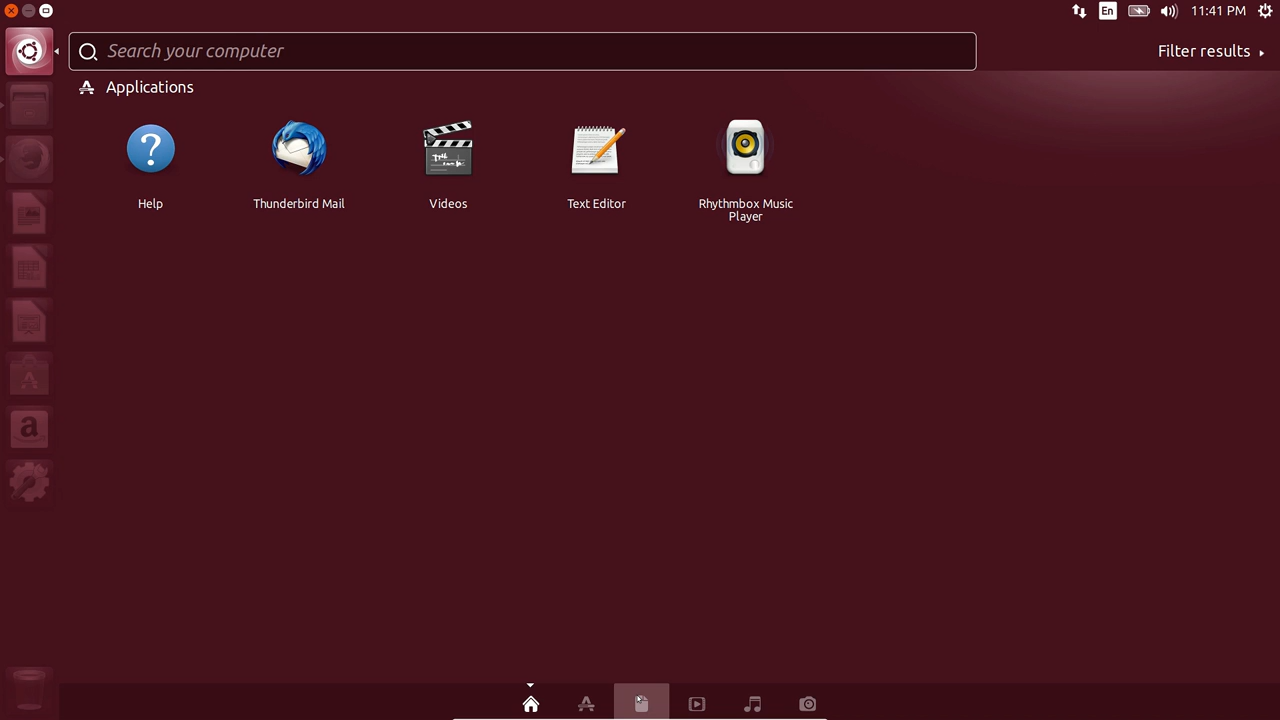 En
11:41 PM
Search your computer
Filter results
Applications
Help
Thunderbird Mail
Videos
Text Editor
Rhythmbox Music
Player
a